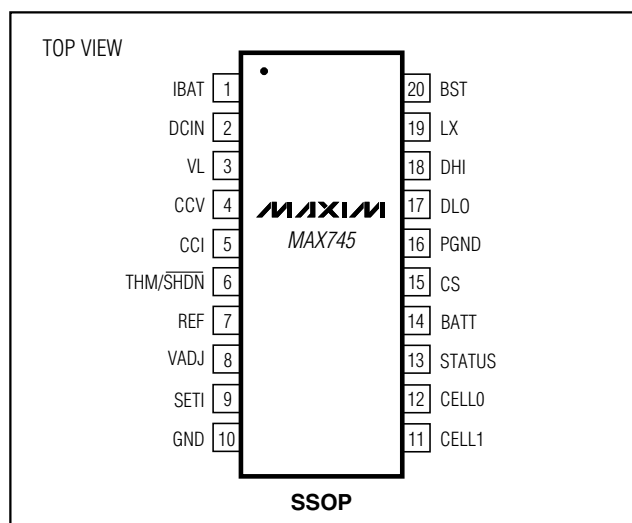 TOP VIEW
IBAT 1
DCIN 2
VL 3
CCV 4
CCI 5
THM/SHDN 6
REF 7
VADJ 8
SETI 9
GND 10
MAXIM
MAX745
20 BST
19 LX
18 DHI
17 DLO
16 PGND
15 CS
14 BATT
13 STATUS
12 CELL0
11 CELL1
SSOP